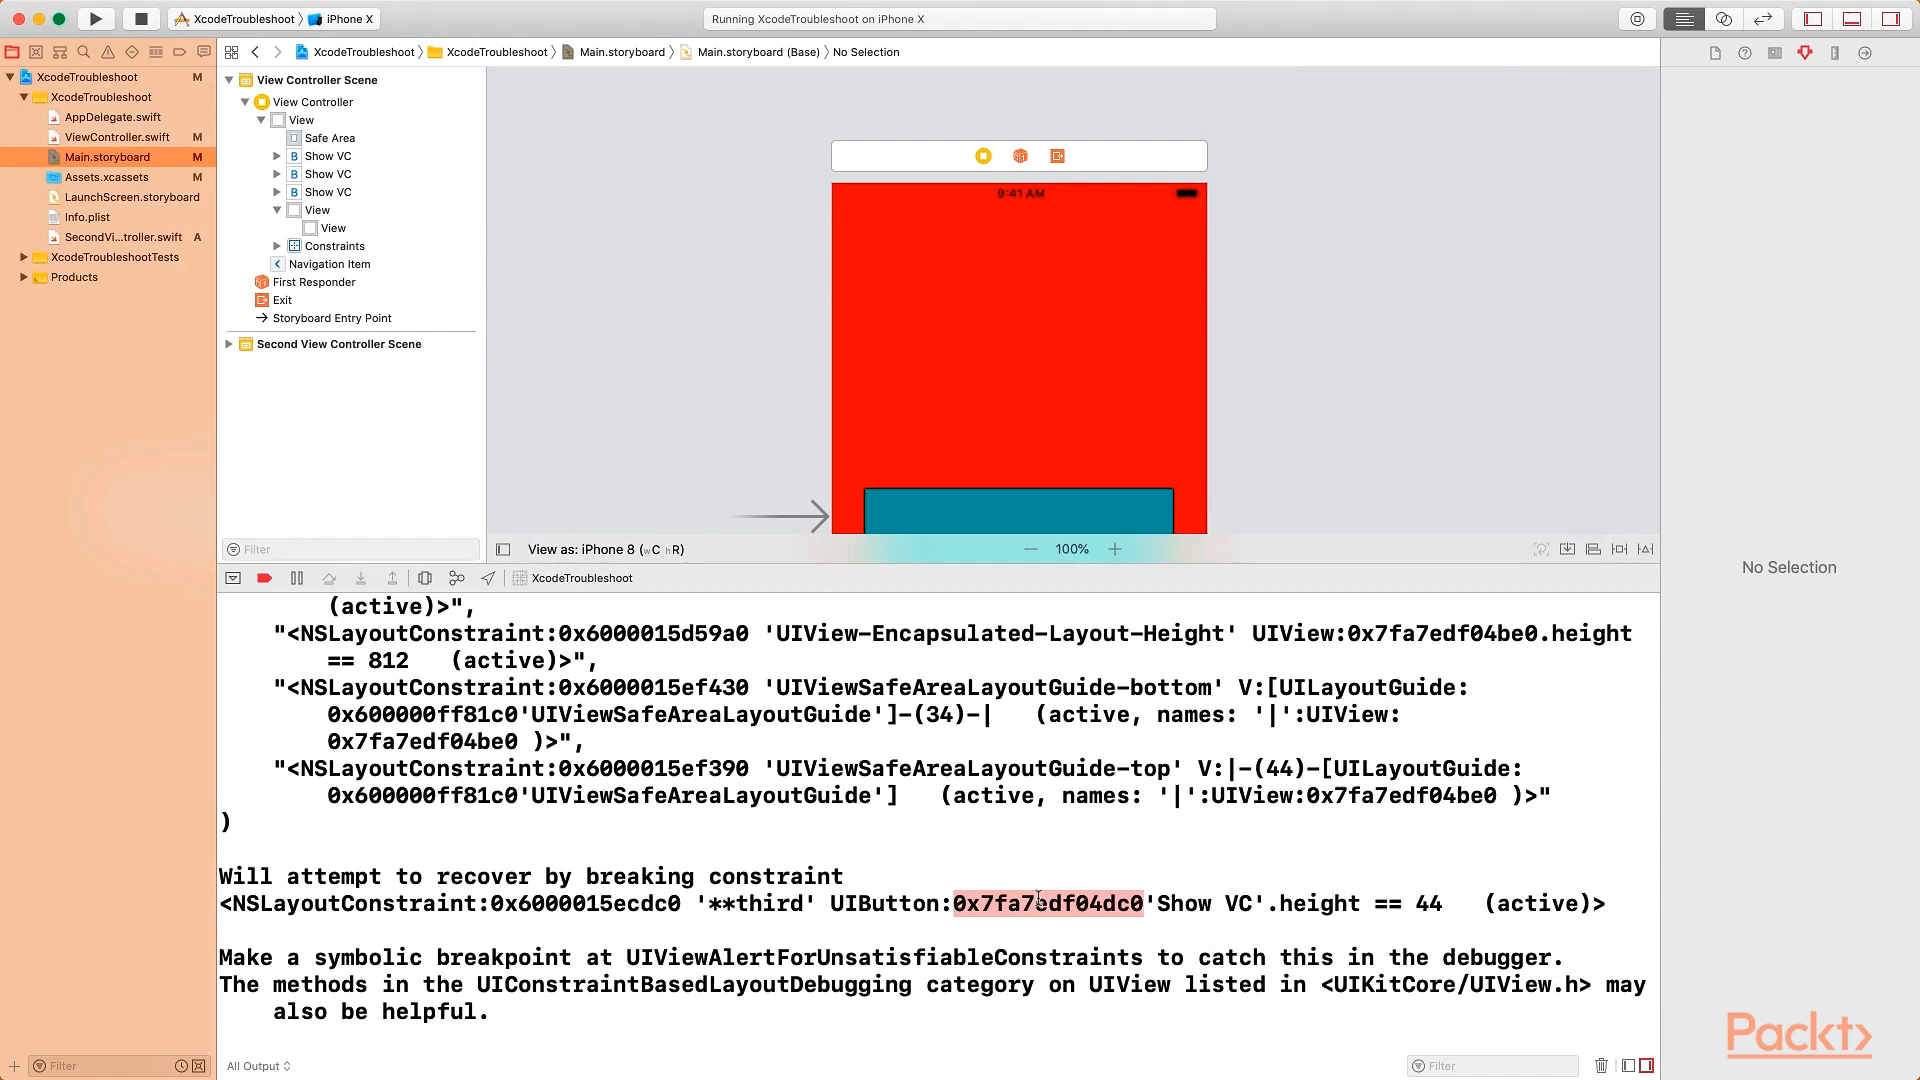 XcodeTroubleshoot
iPhone X
Running XcodeTroubleshoot on iPhone X
XcodeTroubleshoot
XcodeTroubleshoot
Main.storyboard
Main.storyboard (Base)
No Selection
XcodeTroubleshoot M
XcodeTroubleshoot
AppDelegate.swift
ViewController.swift M
Main.storyboard M
Assets.xcassets M
LaunchScreen.storyboard
Info.plist
SecondVi...troller.swift A
XcodeTroubleshootTests
Products
View Controller Scene
View Controller
View
Safe Area
B Show VC
B Show VC
B Show VC
View
View
Constraints
Navigation Item
First Responder
Exit
Storyboard Entry Point
Second View Controller Scene
Filter
9:41 AM
View as: iPhone 8 (wC hR)
100%
No Selection
XcodeTroubleshoot
(active)>",
"<NSLayoutConstraint:0x6000015d59a0 'UIView-Encapsulated-Layout-Height' UIView:0x7fa7edf04be0.height
== 812   (active)>",
"<NSLayoutConstraint:0x6000015ef430 'UIViewSafeAreaLayoutGuide-bottom' V:[UILayoutGuide:
0x600000ff81c0'UIViewSafeAreaLayoutGuide']-(34)-|   (active, names: '|':UIView:
0x7fa7edf04be0 )>",
"<NSLayoutConstraint:0x6000015ef390 'UIViewSafeAreaLayoutGuide-top' V:|-(44)-[UILayoutGuide:
0x600000ff81c0'UIViewSafeAreaLayoutGuide']   (active, names: '|':UIView:0x7fa7edf04be0 )>"
)
Will attempt to recover by breaking constraint
<NSLayoutConstraint:0x6000015ecdc0 '**third' UIButton:0x7fa7edf04dc0'Show VC'.height == 44   (active)>
Make a symbolic breakpoint at UIViewAlertForUnsatisfiableConstraints to catch this in the debugger.
The methods in the UIConstraintBasedLayoutDebugging category on UIView listed in <UIKitCore/UIView.h> may
also be helpful.
Filter
All Output
Filter
Packt>